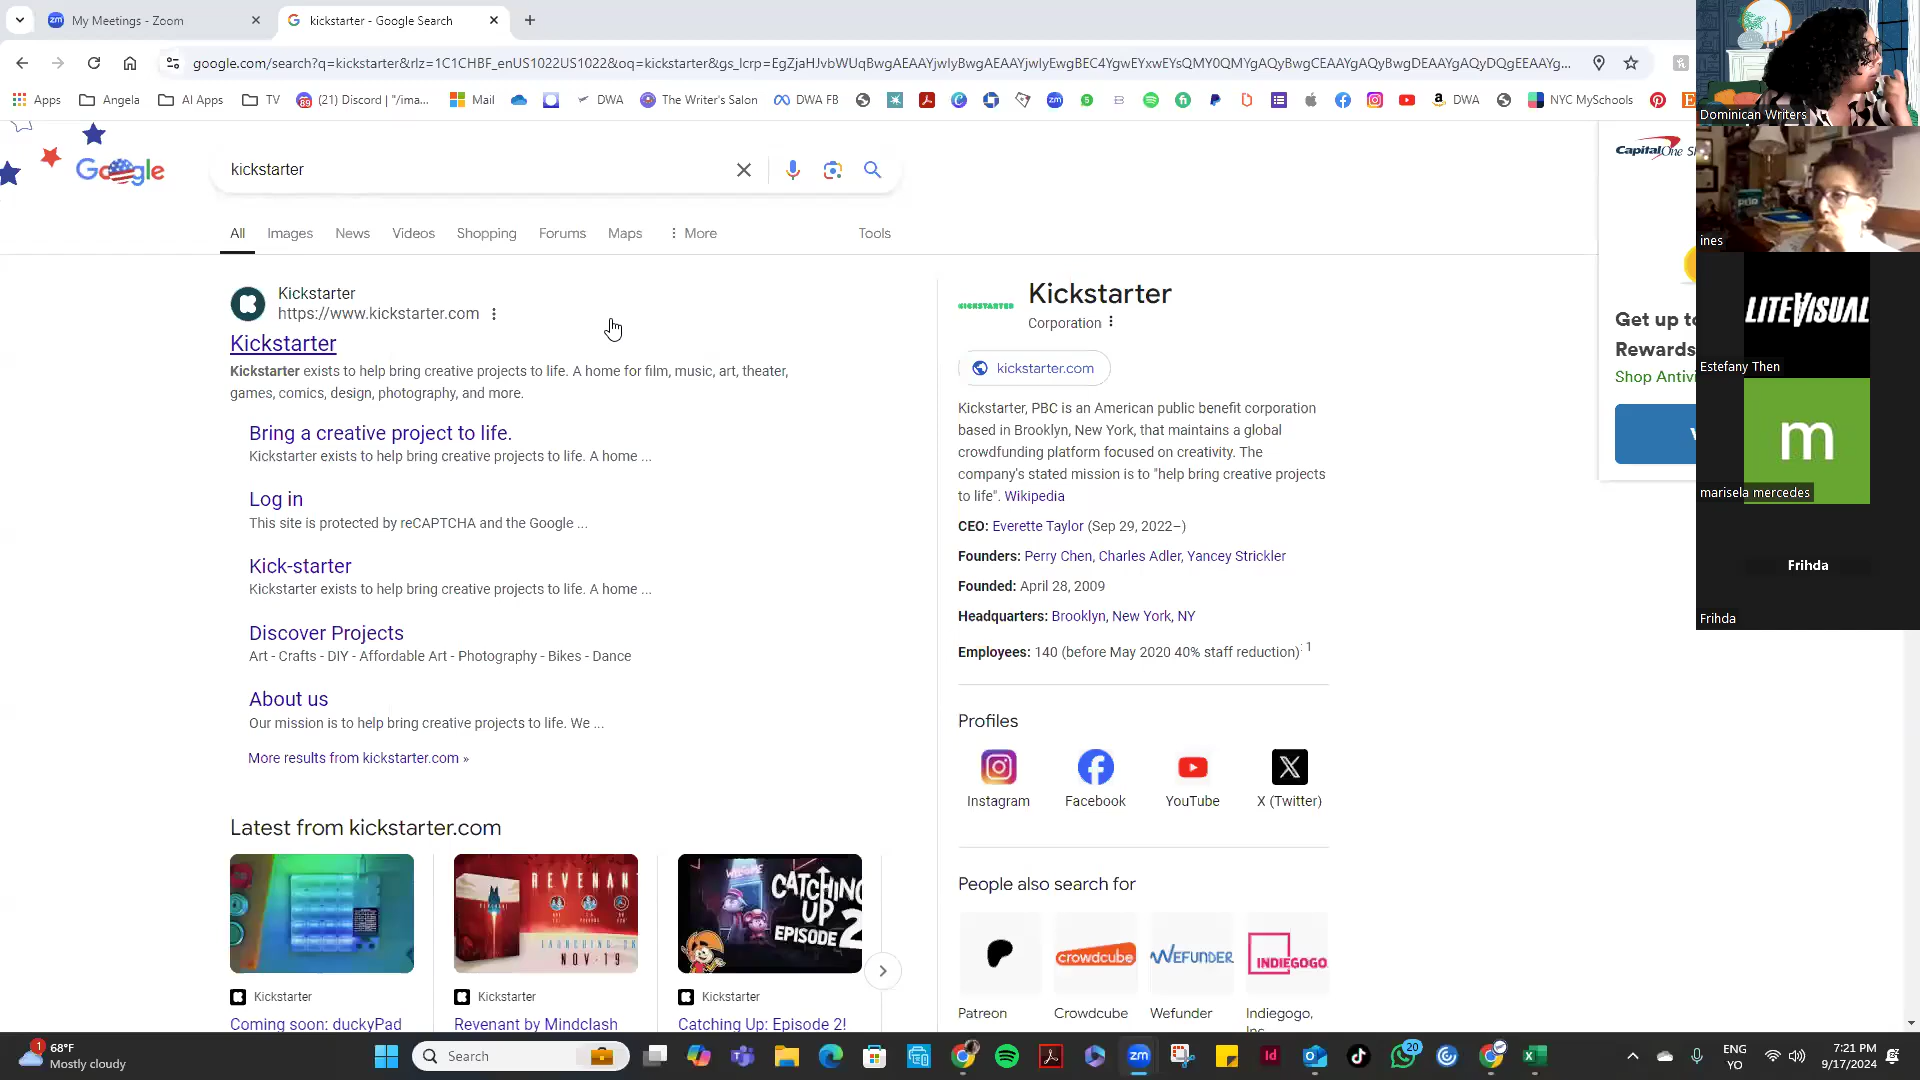 My Meetings - Zoom
kickstarter - Google Search
google.com/search?q=kickstarter&rlz=1C1CHBF_enUS1022US1022&oq=kickstarter&gs_lcrp=EgZjaHJvbWUqBwgAEAAYjwIyBwgAEAAYjwIyEwgBEC4YgwEYxwEYsQMY0QMYgAQyBwgCEAAYgAQyBwgDEAAYgAQyDQgEEAAYg...
Apps
Angela
AI Apps
TV
(21) Discord | "/ima...
Mail
DWA
The Writer's Salon
DWA FB
DWA
NYC MySchools
Google
kickstarter
All
Images
News
Videos
Shopping
Forums
Maps
More
Tools
Kickstarter
https://www.kickstarter.com
Kickstarter
Kickstarter exists to help bring creative projects to life. A home for film, music, art, theater,
games, comics, design, photography, and more.
Bring a creative project to life.
Kickstarter exists to help bring creative projects to life. A home ...
Log in
This site is protected by reCAPTCHA and the Google ...
Kick-starter
Kickstarter exists to help bring creative projects to life. A home ...
Discover Projects
Art - Crafts - DIY - Affordable Art - Photography - Bikes - Dance
About us
Our mission is to help bring creative projects to life. We ...
More results from kickstarter.com »
Latest from kickstarter.com
REVENANT
NOV·19
WELCOME
CATCHING
UP
EPISODE 2
Kickstarter
Kickstarter
Kickstarter
Coming soon: duckyPad
Revenant by Mindclash
Catching Up: Episode 2!
KICKSTARTER
Kickstarter
Corporation
kickstarter.com
Kickstarter, PBC is an American public benefit corporation
based in Brooklyn, New York, that maintains a global
crowdfunding platform focused on creativity. The
company's stated mission is to "help bring creative projects
to life". Wikipedia
CEO: Everette Taylor (Sep 29, 2022–)
Founders: Perry Chen, Charles Adler, Yancey Strickler
Founded: April 28, 2009
Headquarters: Brooklyn, New York, NY
Employees: 140 (before May 2020 40% staff reduction): 1
Profiles
Instagram
Facebook
YouTube
X (Twitter)
People also search for
crowdcube
WEFUNDER
INDIEGOGO
Patreon
Crowdcube
Wefunder
Indiegogo,
Inc.
Capital One
Get up to
Rewards
Shop Antivi
Dominican Writers
ines
LITEVISUAL
Estefany Then
m
marisela mercedes
Frihda
Frihda
1
68°F
Mostly cloudy
Search
zm
Id
20
ENG
YO
7:21 PM
9/17/2024